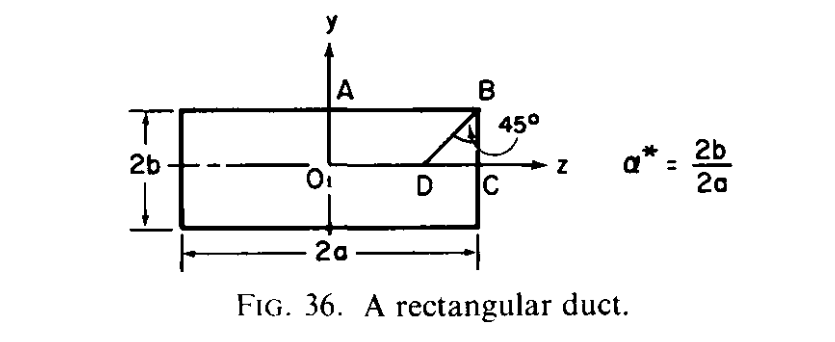 y
A
B
45°
2b
O
D
C
z
α* = 2b
2a
2a
FIG. 36. A rectangular duct.